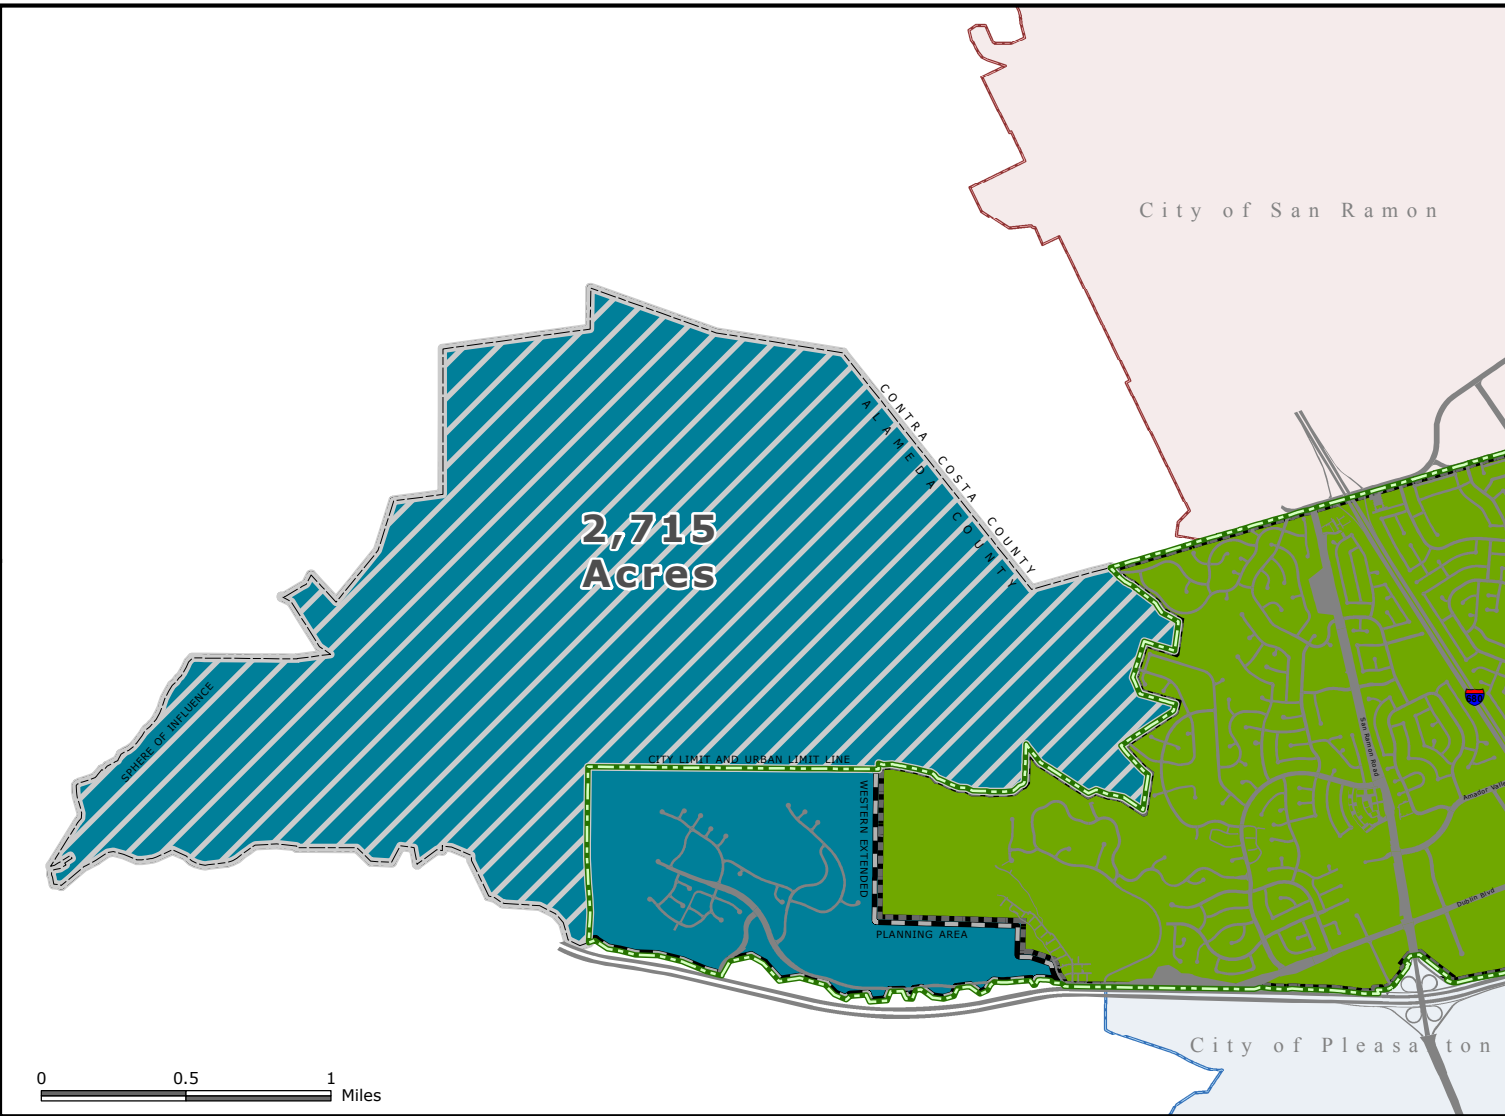 City of San Ramon
CONTRA COSTA COUNTY
ALAMEDA COUNTY
2,715
Acres
SPHERE OF INFLUENCE
CITY LIMIT AND URBAN LIMIT LINE
WESTERN EXTENDED
PLANNING AREA
San Ramon Road
Amador Valle
Dublin Blvd
City of Pleasanton
0 0.5 1
Miles